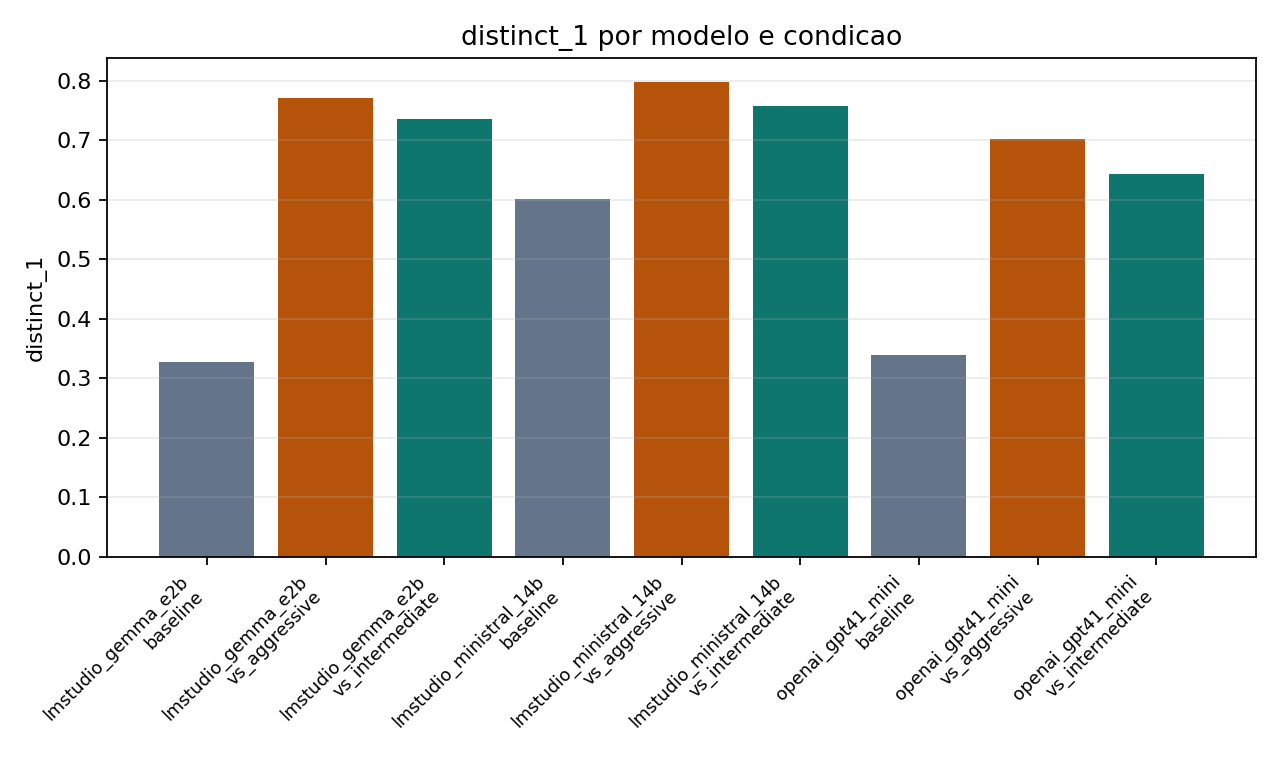 distinct_1 por modelo e condicao
distinct_1
0.8
0.7
0.6
0.5
0.4
0.3
0.2
0.1
0.0
lmstudio_gemma_e2b
baseline
lmstudio_gemma_e2b
vs_aggressive
lmstudio_gemma_e2b
vs_intermediate
lmstudio_ministral_14b
baseline
lmstudio_ministral_14b
vs_aggressive
lmstudio_ministral_14b
vs_intermediate
openai_gpt41_mini
baseline
openai_gpt41_mini
vs_aggressive
openai_gpt41_mini
vs_intermediate